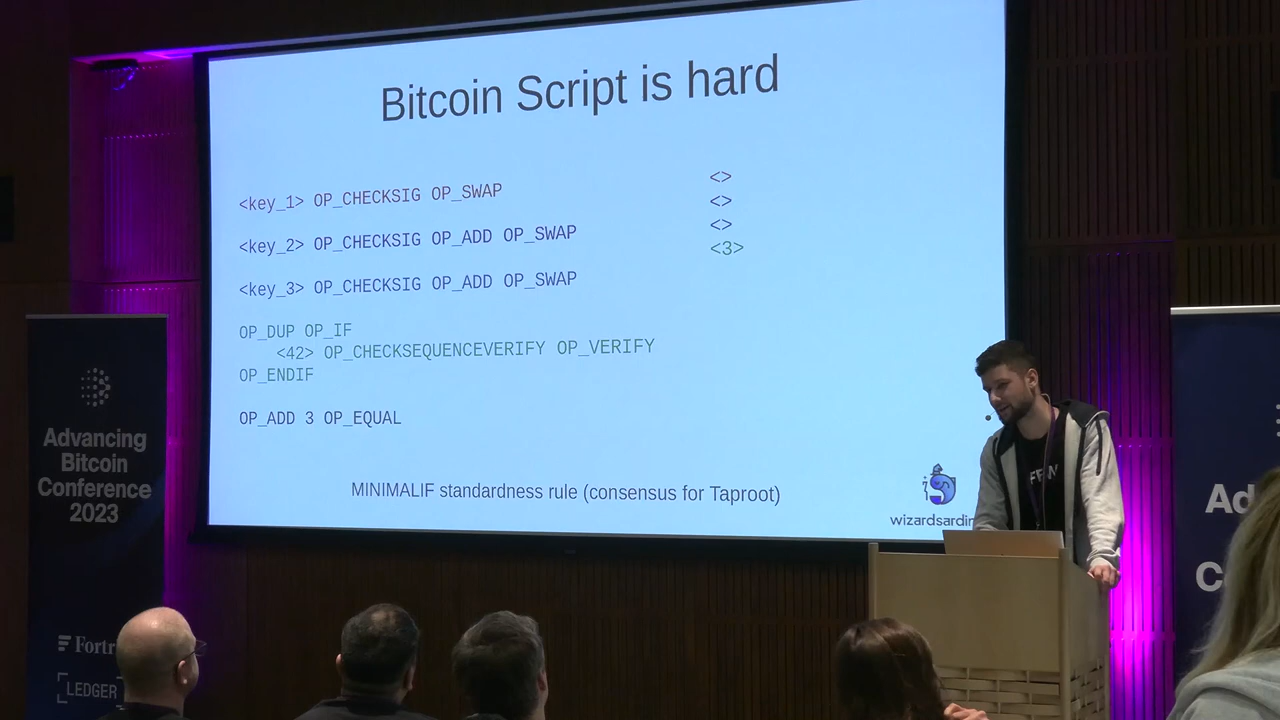 Bitcoin Script is hard
<key_1> OP_CHECKSIG OP_SWAP
<key_2> OP_CHECKSIG OP_ADD OP_SWAP
<key_3> OP_CHECKSIG OP_ADD OP_SWAP
OP_DUP OP_IF
<42> OP_CHECKSEQUENCEVERIFY OP_VERIFY
OP_ENDIF
OP_ADD 3 OP_EQUAL
<>
<>
<>
<3>
MINIMALIF standardness rule (consensus for Taproot)
wizardsardin
Advancing
Bitcoin
Conference
2023
Fortr
LEDGER
Ad
C